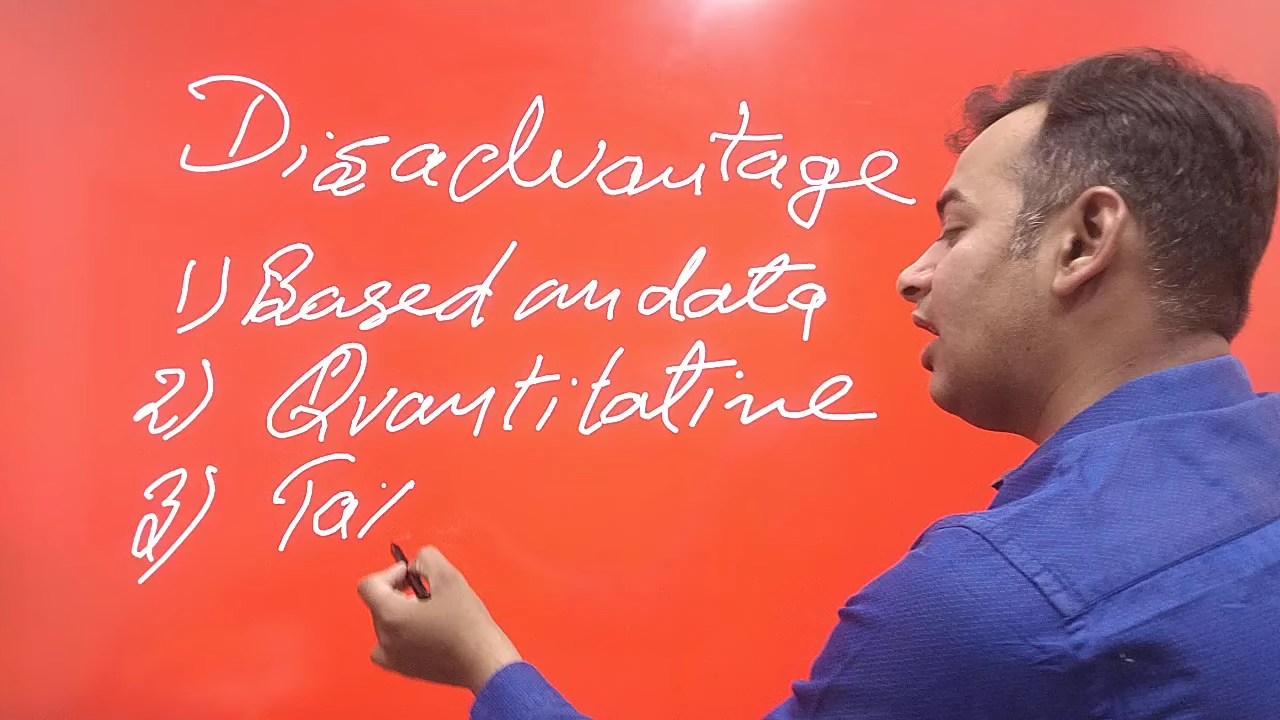 Disadvantage
1) Based on data
2) Quantitative
3) Tai